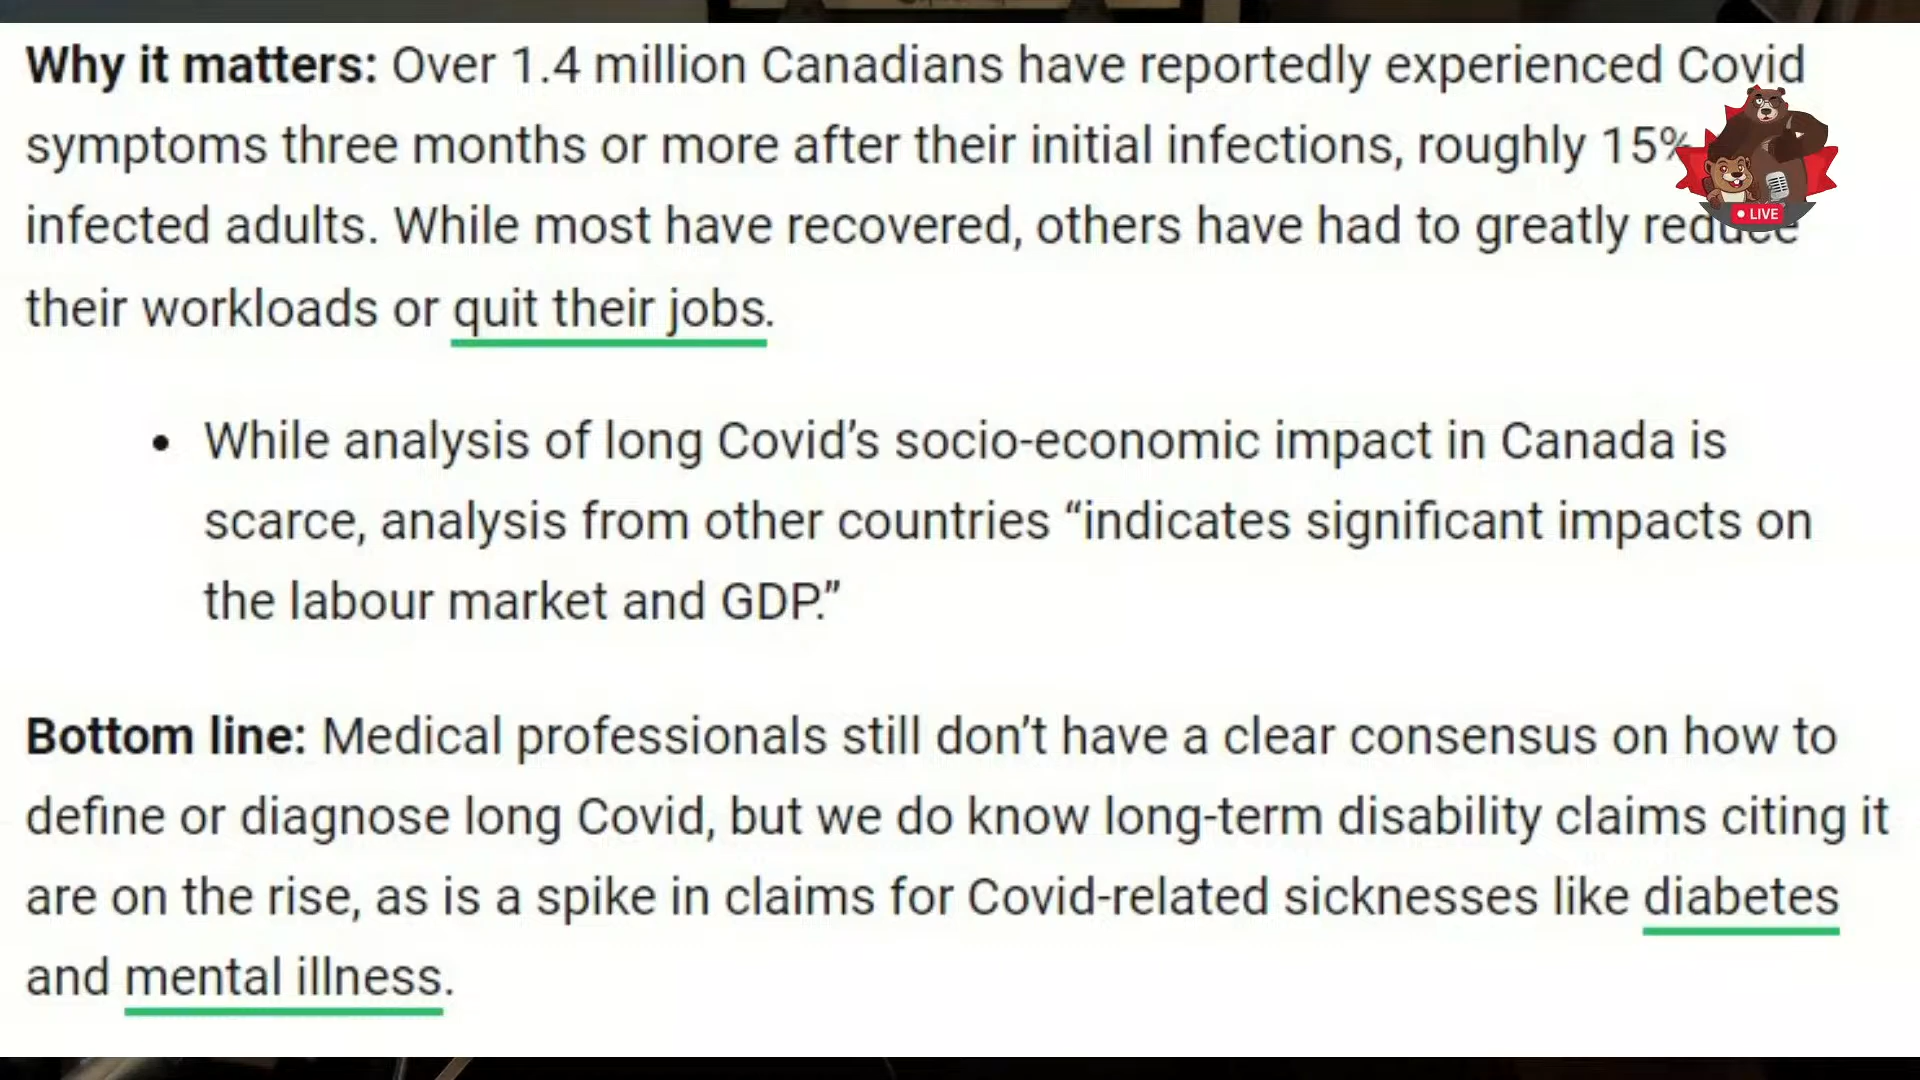 Why it matters: Over 1.4 million Canadians have reportedly experienced Covid
symptoms three months or more after their initial infections, roughly 15%
infected adults. While most have recovered, others have had to greatly reduce
their workloads or quit their jobs.
• While analysis of long Covid’s socio-economic impact in Canada is
scarce, analysis from other countries “indicates significant impacts on
the labour market and GDP.”
Bottom line: Medical professionals still don’t have a clear consensus on how to
define or diagnose long Covid, but we do know long-term disability claims citing it
are on the rise, as is a spike in claims for Covid-related sicknesses like diabetes
and mental illness.
LIVE